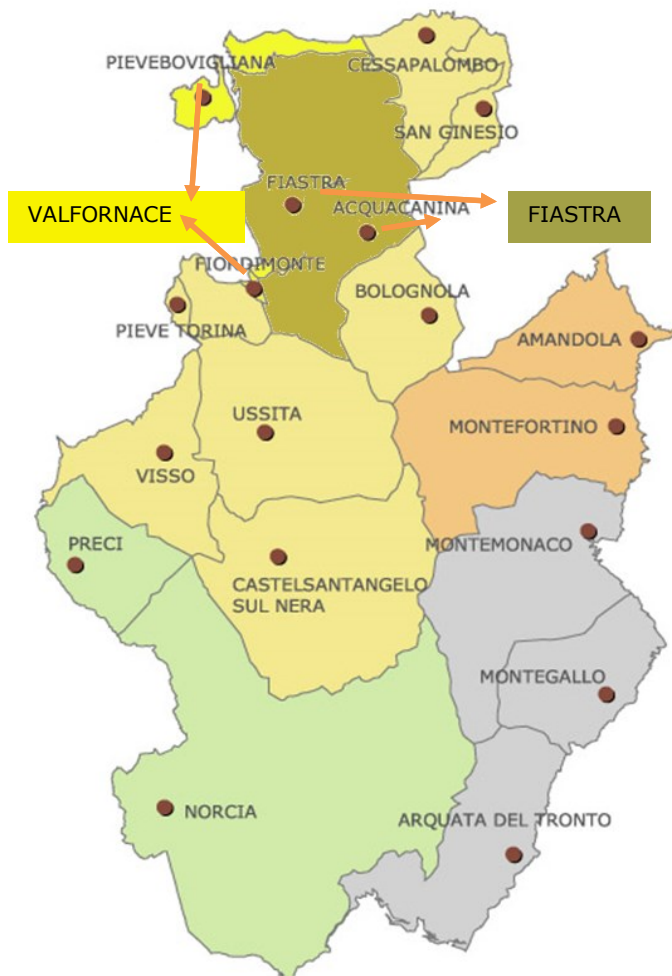 PIEVEBOVIGLIANA
CESSAPALOMBO
SAN GINESIO
FIASTRA
ACQUACANINA
VALFORNACE
FIASTRA
FIORDIMONTE
BOLOGNOLA
PIEVE TORINA
AMANDOLA
USSITA
MONTEFORTINO
VISSO
PRECI
MONTEMONACO
CASTELSANTANGELO
SUL NERA
MONTEGALLO
NORCIA
ARQUATA DEL TRONTO